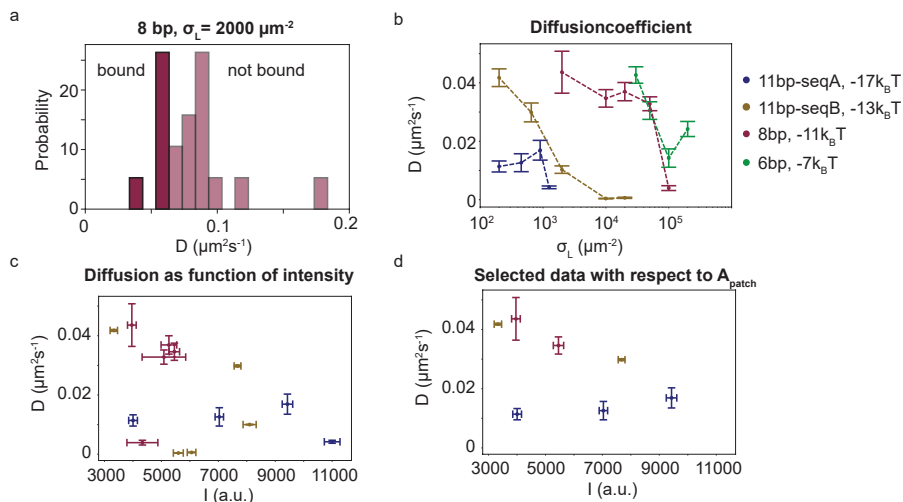 a
8 bp, σL= 2000 μm-2
bound
not bound
Probability
20
10
0
0
0.1
0.2
D (μm2s-1)
b
Diffusioncoefficient
D (μm2s-1)
0.04
0.02
0
102
103
104
105
σL (μm-2)
11bp-seqA, -17kBT
11bp-seqB, -13kBT
8bp, -11kBT
6bp, -7kBT
c
Diffusion as function of intensity
D (μm2s-1)
0.04
0.02
0
3000 5000 7000 9000 11000
I (a.u.)
d
Selected data with respect to Apatch
D (μm2s-1)
0.04
0.02
0
3000 5000 7000 9000 11000
I (a.u.)